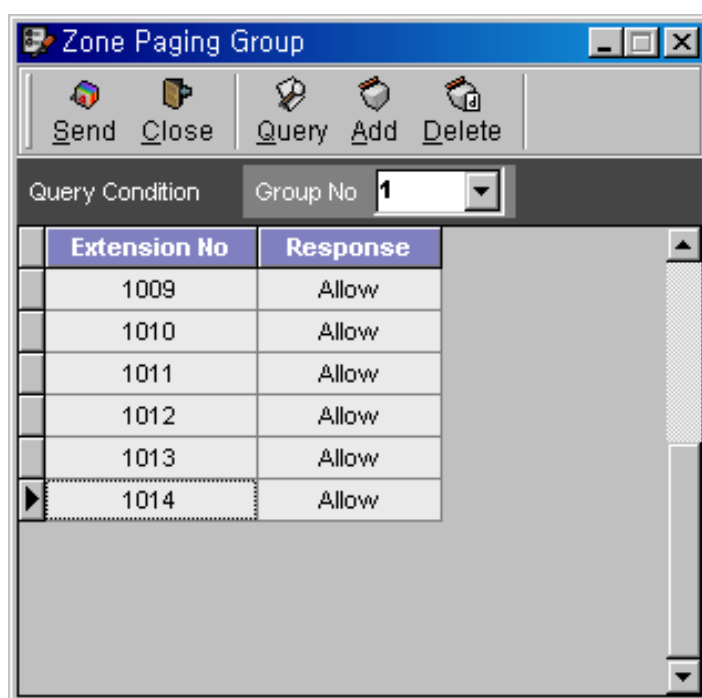 Zone Paging Group
Send Close Query Add Delete
Query Condition Group No 1
Extension No Response
1009 Allow
1010 Allow
1011 Allow
1012 Allow
1013 Allow
1014 Allow